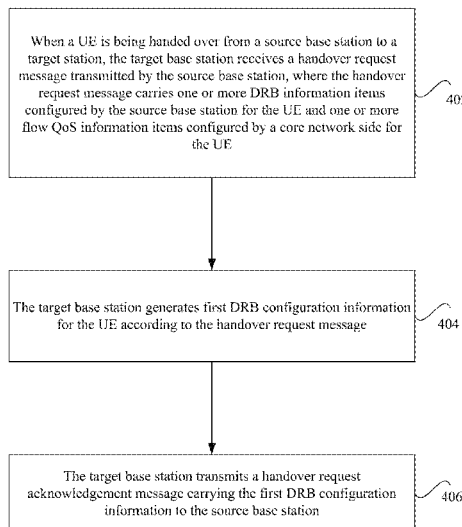 When a UE is being handed over from a source base station to a
target station, the target base station receives a handover request
message transmitted by the source base station, where the handover
request message carries one or more DRB information items
configured by the source base station for the UE and one or more
flow QoS information items configured by a core network side for
the UE
402
The target base station generates first DRB configuration information
for the UE according to the handover request message
404
The target base station transmits a handover request
acknowledgement message carrying the first DRB configuration
information to the source base station
406